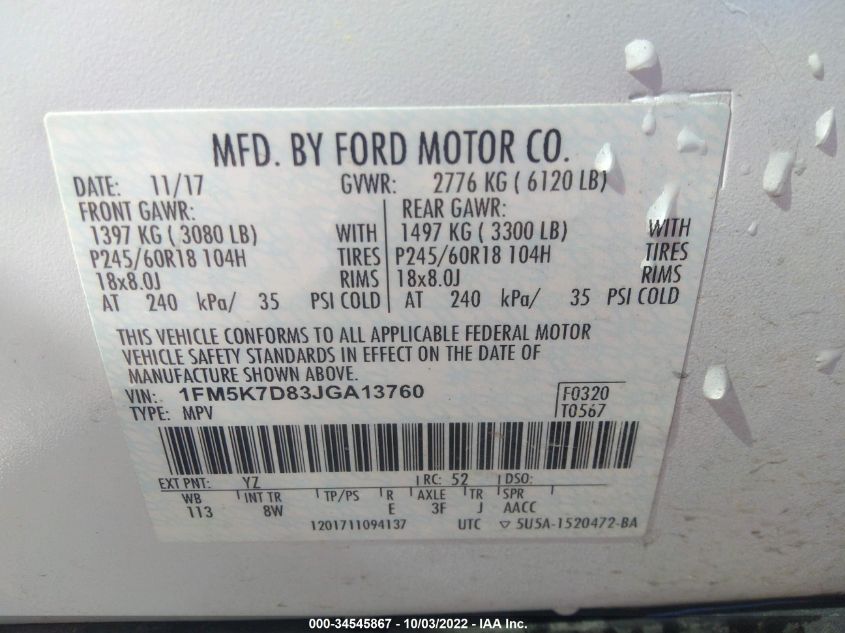 MFD. BY FORD MOTOR CO.
DATE: 11/17 GVWR: 2776 KG ( 6120 LB)
FRONT GAWR: REAR GAWR:
1397 KG ( 3080 LB) WITH 1497 KG ( 3300 LB) WITH
P245/60R18 104H TIRES P245/60R18 104H TIRES
18x8.0J RIMS 18x8.0J RIMS
AT 240 kPa/ 35 PSI COLD AT 240 kPa/ 35 PSI COLD
THIS VEHICLE CONFORMS TO ALL APPLICABLE FEDERAL MOTOR
VEHICLE SAFETY STANDARDS IN EFFECT ON THE DATE OF
MANUFACTURE SHOWN ABOVE.
VIN: 1FM5K7D83JGA13760 F0320
TYPE: MPV T0567
EXT PNT: YZ RC: 52 DSO:
WB INT TR TP/PS R AXLE TR SPR
113 8W E 3F J AACC
1201711094137 UTC ▽ 5U5A-1520472-BA
000-34545867 - 10/03/2022 - IAA Inc.